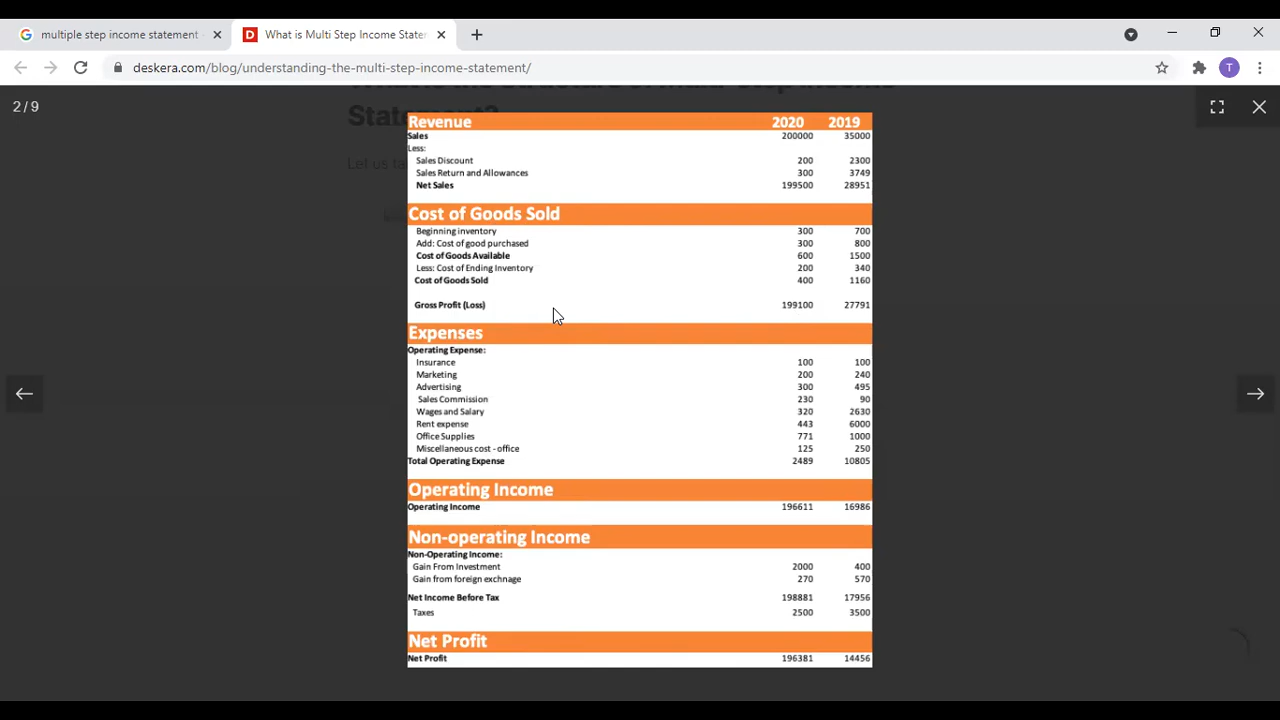 multiple step income statement
What is Multi Step Income State
deskera.com/blog/understanding-the-multi-step-income-statement/
T
2 / 9
Statement?
Let us ta
Revenue 2020 2019
Sales 200000 35000
Less:
Sales Discount 200 2300
Sales Return and Allowances 300 3749
Net Sales 199500 28951
Cost of Goods Sold
Beginning inventory 300 700
Add: Cost of good purchased 300 800
Cost of Goods Available 600 1500
Less: Cost of Ending Inventory 200 340
Cost of Goods Sold 400 1160
Gross Profit (Loss) 199100 27791
Expenses
Operating Expense:
Insurance 100 100
Marketing 200 240
Advertising 300 495
Sales Commission 230 90
Wages and Salary 320 2630
Rent expense 443 6000
Office Supplies 771 1000
Miscellaneous cost - office 125 250
Total Operating Expense 2489 10805
Operating Income
Operating Income 196611 16986
Non-operating Income
Non-Operating Income:
Gain From Investment 2000 400
Gain from foreign exchnage 270 570
Net Income Before Tax 198881 17956
Taxes 2500 3500
Net Profit
Net Profit 196381 14456